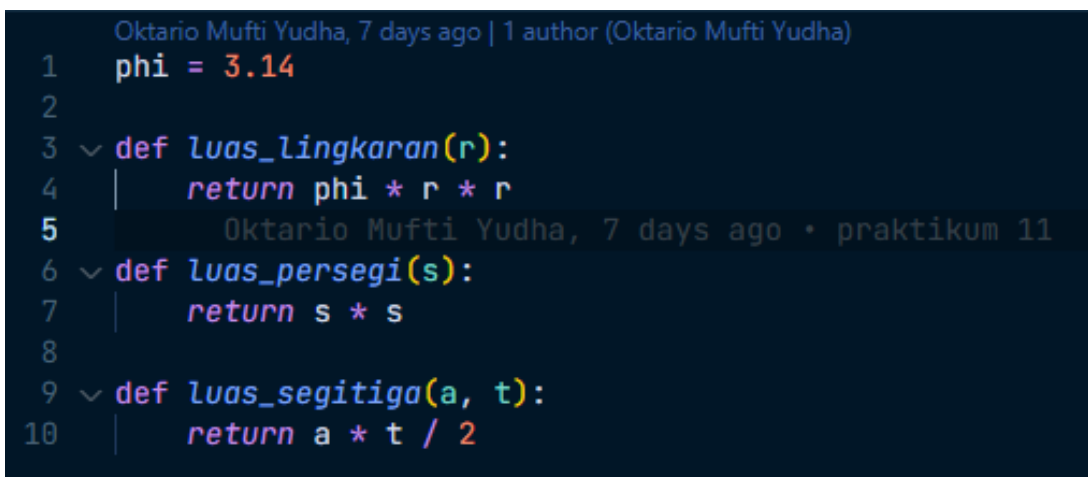 Oktario Mufti Yudha, 7 days ago | 1 author (Oktario Mufti Yudha)
1 phi = 3.14
2
3 def luas_lingkaran(r):
4     return phi * r * r
5 Oktario Mufti Yudha, 7 days ago • praktikum 11
6 def luas_persegi(s):
7     return s * s
8
9 def luas_segitiga(a, t):
10     return a * t / 2